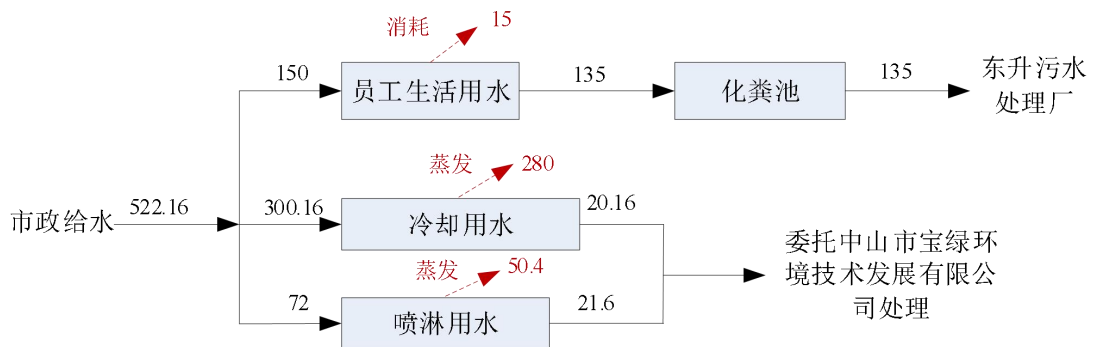 消耗
15
150
员工生活用水
135
化粪池
135
东升污水
处理厂
蒸发
280
市政给水
522.16
300.16
冷却用水
20.16
蒸发
50.4
委托中山市宝绿环
境技术发展有限公
司处理
72
喷淋用水
21.6